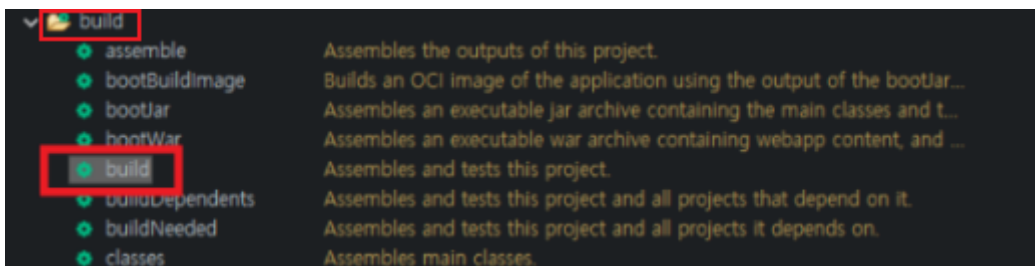 build
assemble Assembles the outputs of this project.
bootBuildImage Builds an OCI image of the application using the output of the bootJar...
bootJar Assembles an executable jar archive containing the main classes and t...
bootWar Assembles an executable war archive containing webapp content, and ...
build Assembles and tests this project.
buildDependents Assembles and tests this project and all projects that depend on it.
buildNeeded Assembles and tests this project and all projects it depends on.
classes Assembles main classes.